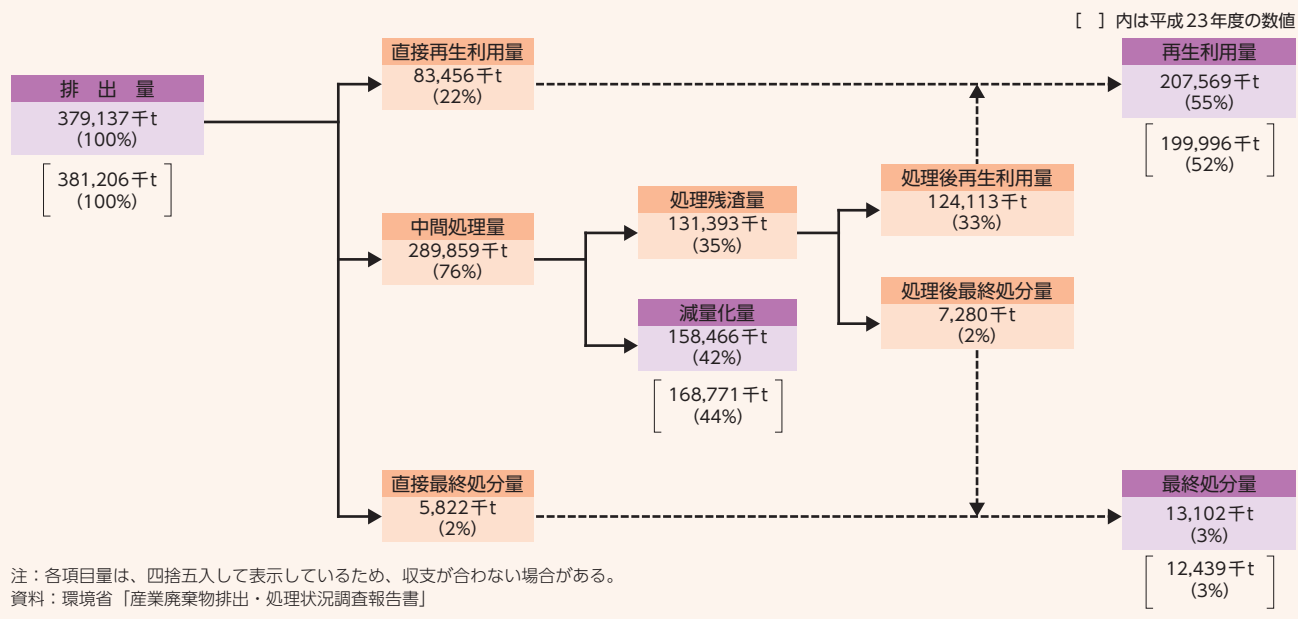 [ ]内は平成23年度の数値
排 出 量
379,137千t
(100%)
381,206千t
(100%)
直接再生利用量
83,456千t
(22%)
中間処理量
289,859千t
(76%)
直接最終処分量
5,822千t
(2%)
処理残渣量
131,393千t
(35%)
減量化量
158,466千t
(42%)
168,771千t
(44%)
処理後再生利用量
124,113千t
(33%)
処理後最終処分量
7,280千t
(2%)
再生利用量
207,569千t
(55%)
199,996千t
(52%)
最終処分量
13,102千t
(3%)
12,439千t
(3%)
注：各項目量は、四捨五入して表示しているため、収支が合わない場合がある。
資料：環境省「産業廃棄物排出・処理状況調査報告書」